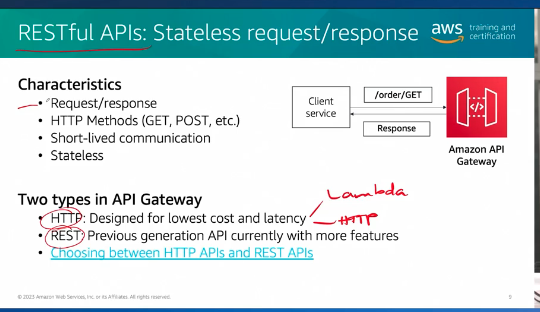 RESTful APIs: Stateless request/response
aws training and certification
Characteristics
• Request/response
• HTTP Methods (GET, POST, etc.)
• Short-lived communication
• Stateless
Client service
/order/GET
Response
Amazon API Gateway
Two types in API Gateway
Lambda
• HTTP: Designed for lowest cost and latency
HTTP
• REST: Previous generation API currently with more features
• Choosing between HTTP APIs and REST APIs
© 2023 Amazon Web Services, Inc. or its Affiliates. All rights reserved.